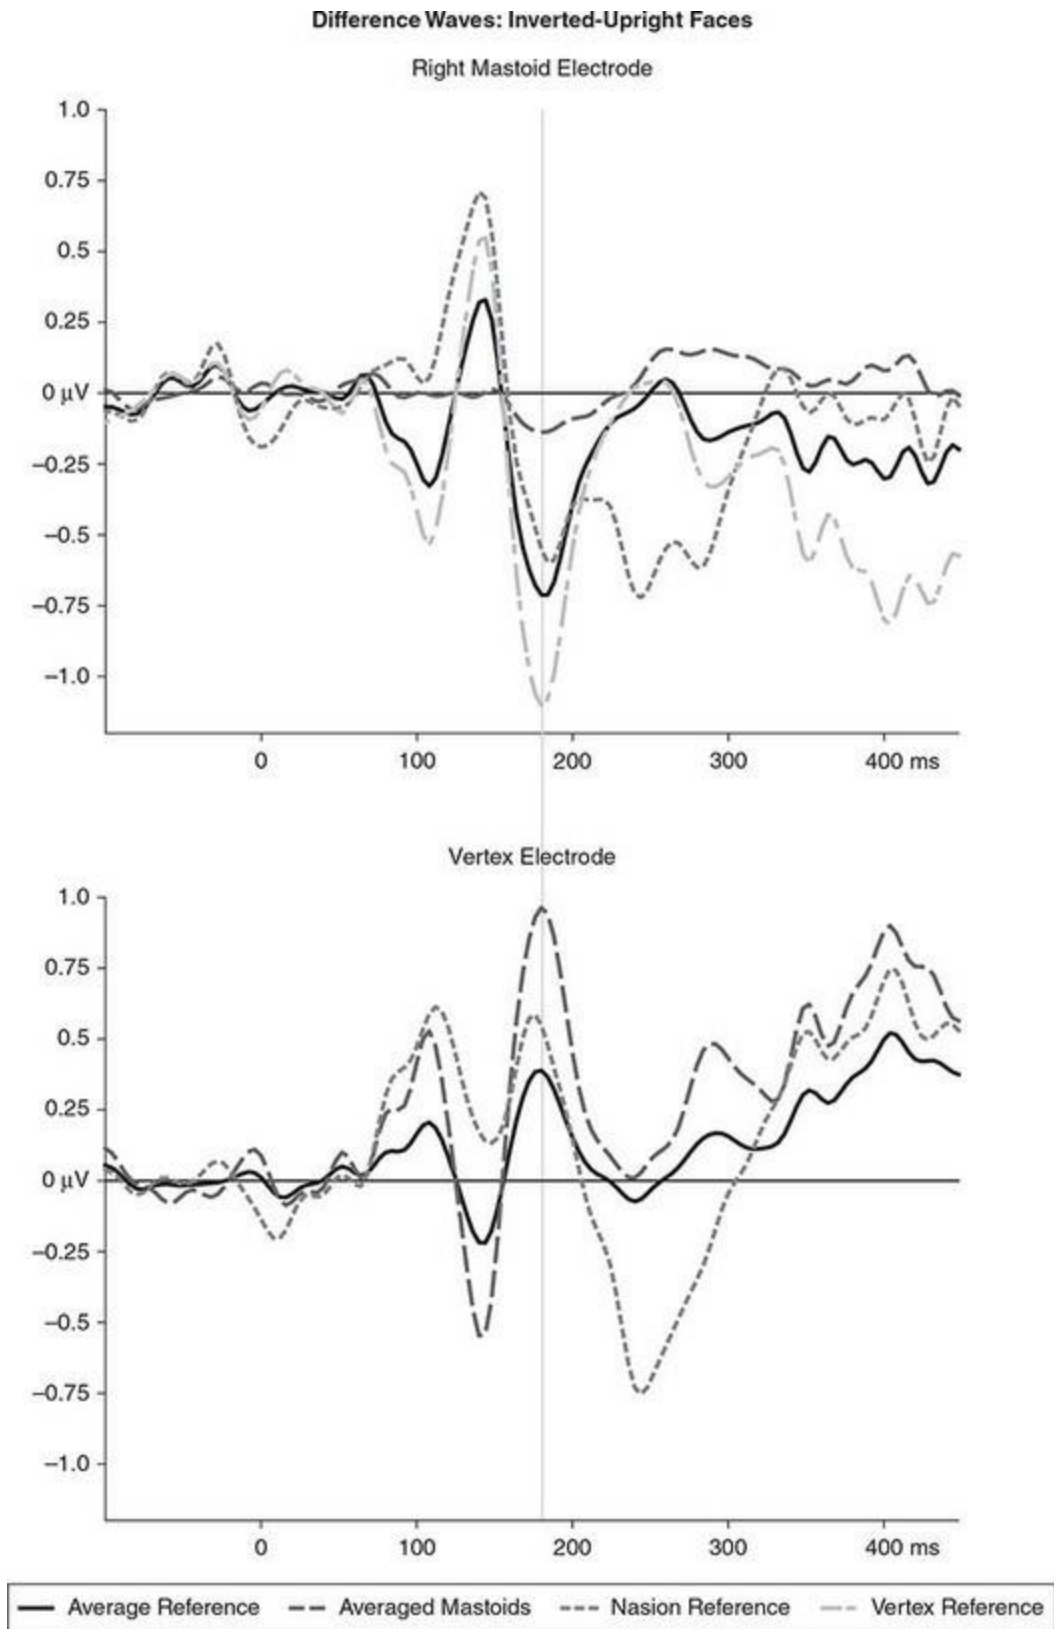 Difference Waves: Inverted-Upright Faces
Right Mastoid Electrode
1.0
0.75
0.5
0.25
0 µV
–0.25
–0.5
–0.75
–1.0
0 100 200 300 400 ms
Vertex Electrode
1.0
0.75
0.5
0.25
0 µV
–0.25
–0.5
–0.75
–1.0
0 100 200 300 400 ms
Average Reference Averaged Mastoids Nasion Reference Vertex Reference